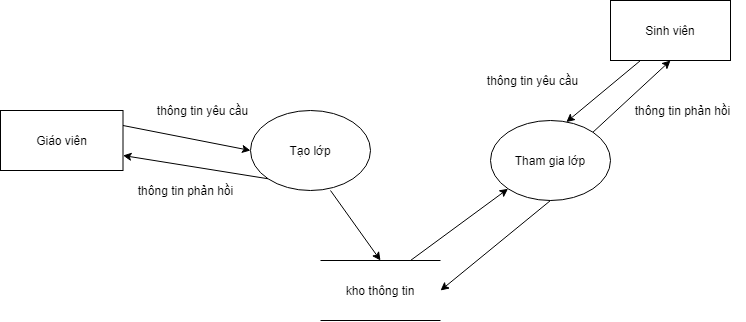 Sinh viên
thông tin yêu cầu
thông tin phản hồi
thông tin yêu cầu
Giáo viên
Tạo lớp
Tham gia lớp
thông tin phản hồi
kho thông tin